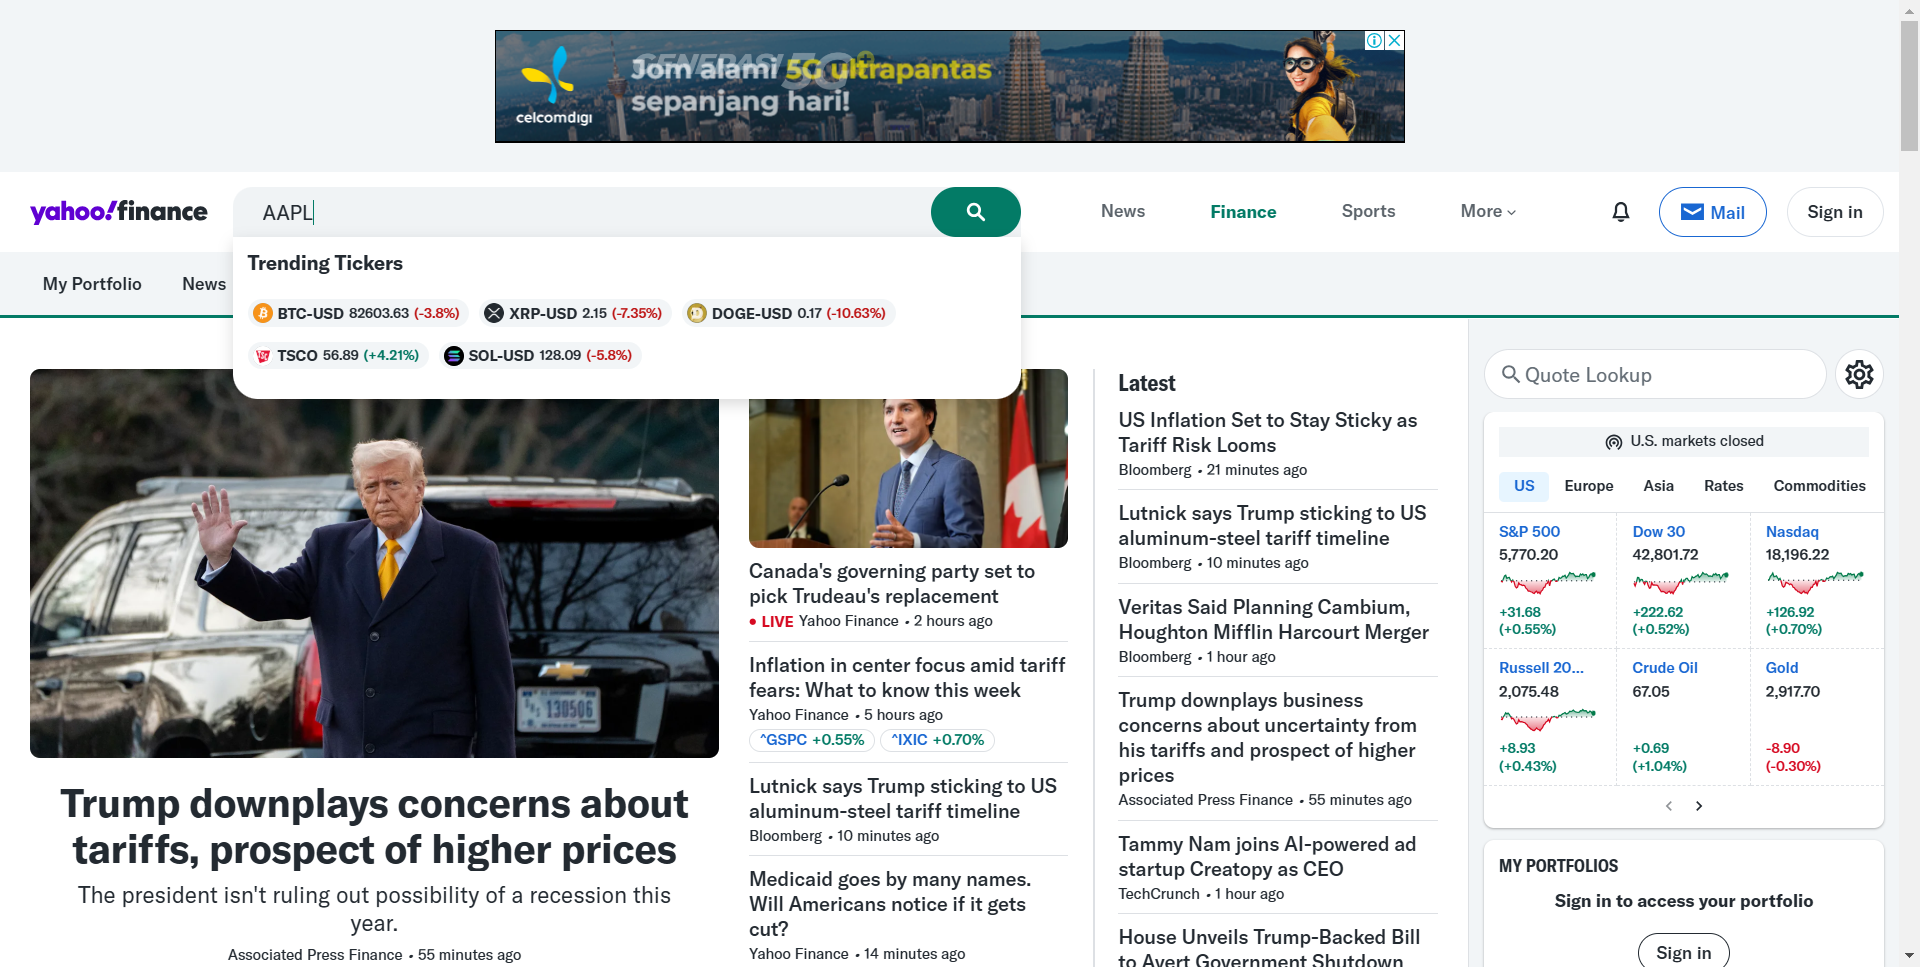 GENERASI 5G
Jom alami 5G ultrapantas
sepanjang hari!
celcomdigi
yahoo!finance
AAPL
News
Finance
Sports
More
Mail
Sign in
My Portfolio
News
Trending Tickers
BTC-USD 82603.63 (-3.8%)
XRP-USD 2.15 (-7.35%)
DOGE-USD 0.17 (-10.63%)
TSCO 56.89 (+4.21%)
SOL-USD 128.09 (-5.8%)
Trump downplays concerns about
tariffs, prospect of higher prices
The president isn't ruling out possibility of a recession this
year.
Associated Press Finance • 55 minutes ago
Canada's governing party set to
pick Trudeau's replacement
• LIVE Yahoo Finance • 2 hours ago
Inflation in center focus amid tariff
fears: What to know this week
Yahoo Finance • 5 hours ago
^GSPC +0.55%
^IXIC +0.70%
Lutnick says Trump sticking to US
aluminum-steel tariff timeline
Bloomberg • 10 minutes ago
Medicaid goes by many names.
Will Americans notice if it gets
cut?
Yahoo Finance • 14 minutes ago
Latest
US Inflation Set to Stay Sticky as
Tariff Risk Looms
Bloomberg • 21 minutes ago
Lutnick says Trump sticking to US
aluminum-steel tariff timeline
Bloomberg • 10 minutes ago
Veritas Said Planning Cambium,
Houghton Mifflin Harcourt Merger
Bloomberg • 1 hour ago
Trump downplays business
concerns about uncertainty from
his tariffs and prospect of higher
prices
Associated Press Finance • 55 minutes ago
Tammy Nam joins AI-powered ad
startup Creatopy as CEO
TechCrunch • 1 hour ago
House Unveils Trump-Backed Bill
to Avert Government Shutdown
Quote Lookup
U.S. markets closed
US
Europe
Asia
Rates
Commodities
S&P 500
5,770.20
+31.68
(+0.55%)
Dow 30
42,801.72
+222.62
(+0.52%)
Nasdaq
18,196.22
+126.92
(+0.70%)
Russell 20...
2,075.48
+8.93
(+0.43%)
Crude Oil
67.05
+0.69
(+1.04%)
Gold
2,917.70
-8.90
(-0.30%)
MY PORTFOLIOS
Sign in to access your portfolio
Sign in